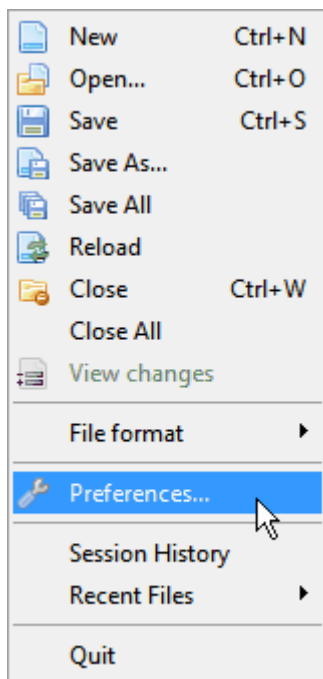 New Ctrl+N
Open... Ctrl+O
Save Ctrl+S
Save As...
Save All
Reload
Close Ctrl+W
Close All
View changes
File format
Preferences...
Session History
Recent Files
Quit